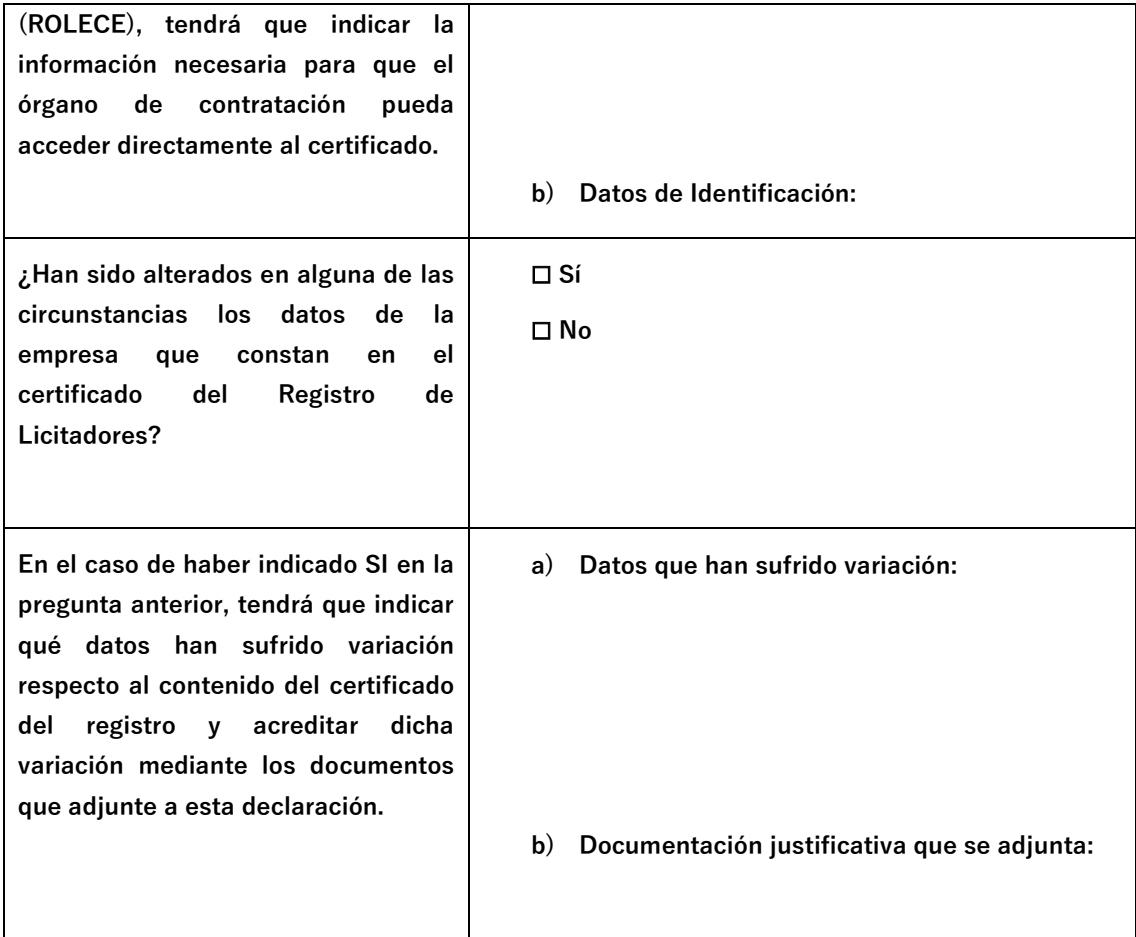 (ROLECE), tendrá que indicar la
información necesaria para que el
órgano de contratación pueda
acceder directamente al certificado.
b) Datos de Identificación:
¿Han sido alterados en alguna de las
circunstancias los datos de la
empresa que constan en el
certificado del Registro de
Licitadores?
☐ Sí
☐ No
En el caso de haber indicado SI en la
pregunta anterior, tendrá que indicar
qué datos han sufrido variación
respecto al contenido del certificado
del registro y acreditar dicha
variación mediante los documentos
que adjunte a esta declaración.
a) Datos que han sufrido variación:
b) Documentación justificativa que se adjunta: